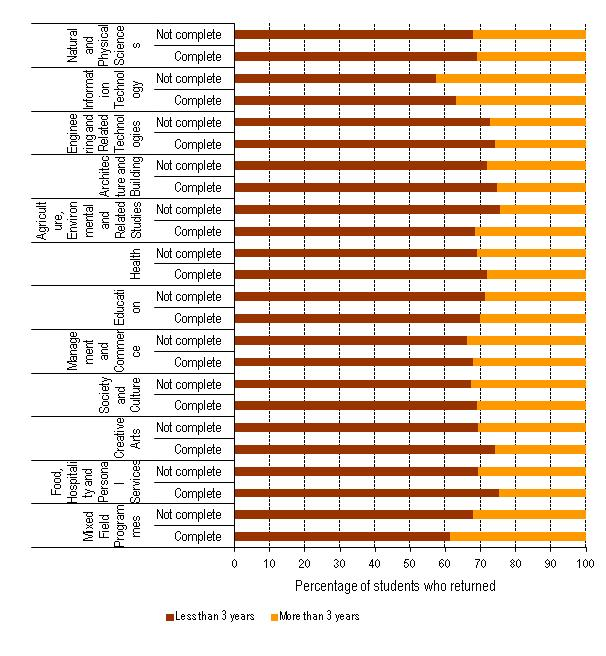 Natural
and
Physical
Science
s
Not complete
Complete
Informat
ion
Technol
ogy
Not complete
Complete
Enginee
ring and
Related
Technol
ogies
Not complete
Complete
Architec
ture and
Building
Not complete
Complete
Agricult
ure,
Environ
mental
and
Related
Studies
Not complete
Complete
Health
Not complete
Complete
Educati
on
Not complete
Complete
Manage
ment
and
Commer
ce
Not complete
Complete
Society
and
Culture
Not complete
Complete
Creative
Arts
Not complete
Complete
Food,
Hospitali
ty and
Persona
l
Services
Not complete
Complete
Mixed
Field
Program
mes
Not complete
Complete
0 10 20 30 40 50 60 70 80 90 100
Percentage of students who returned
Less than 3 years More than 3 years